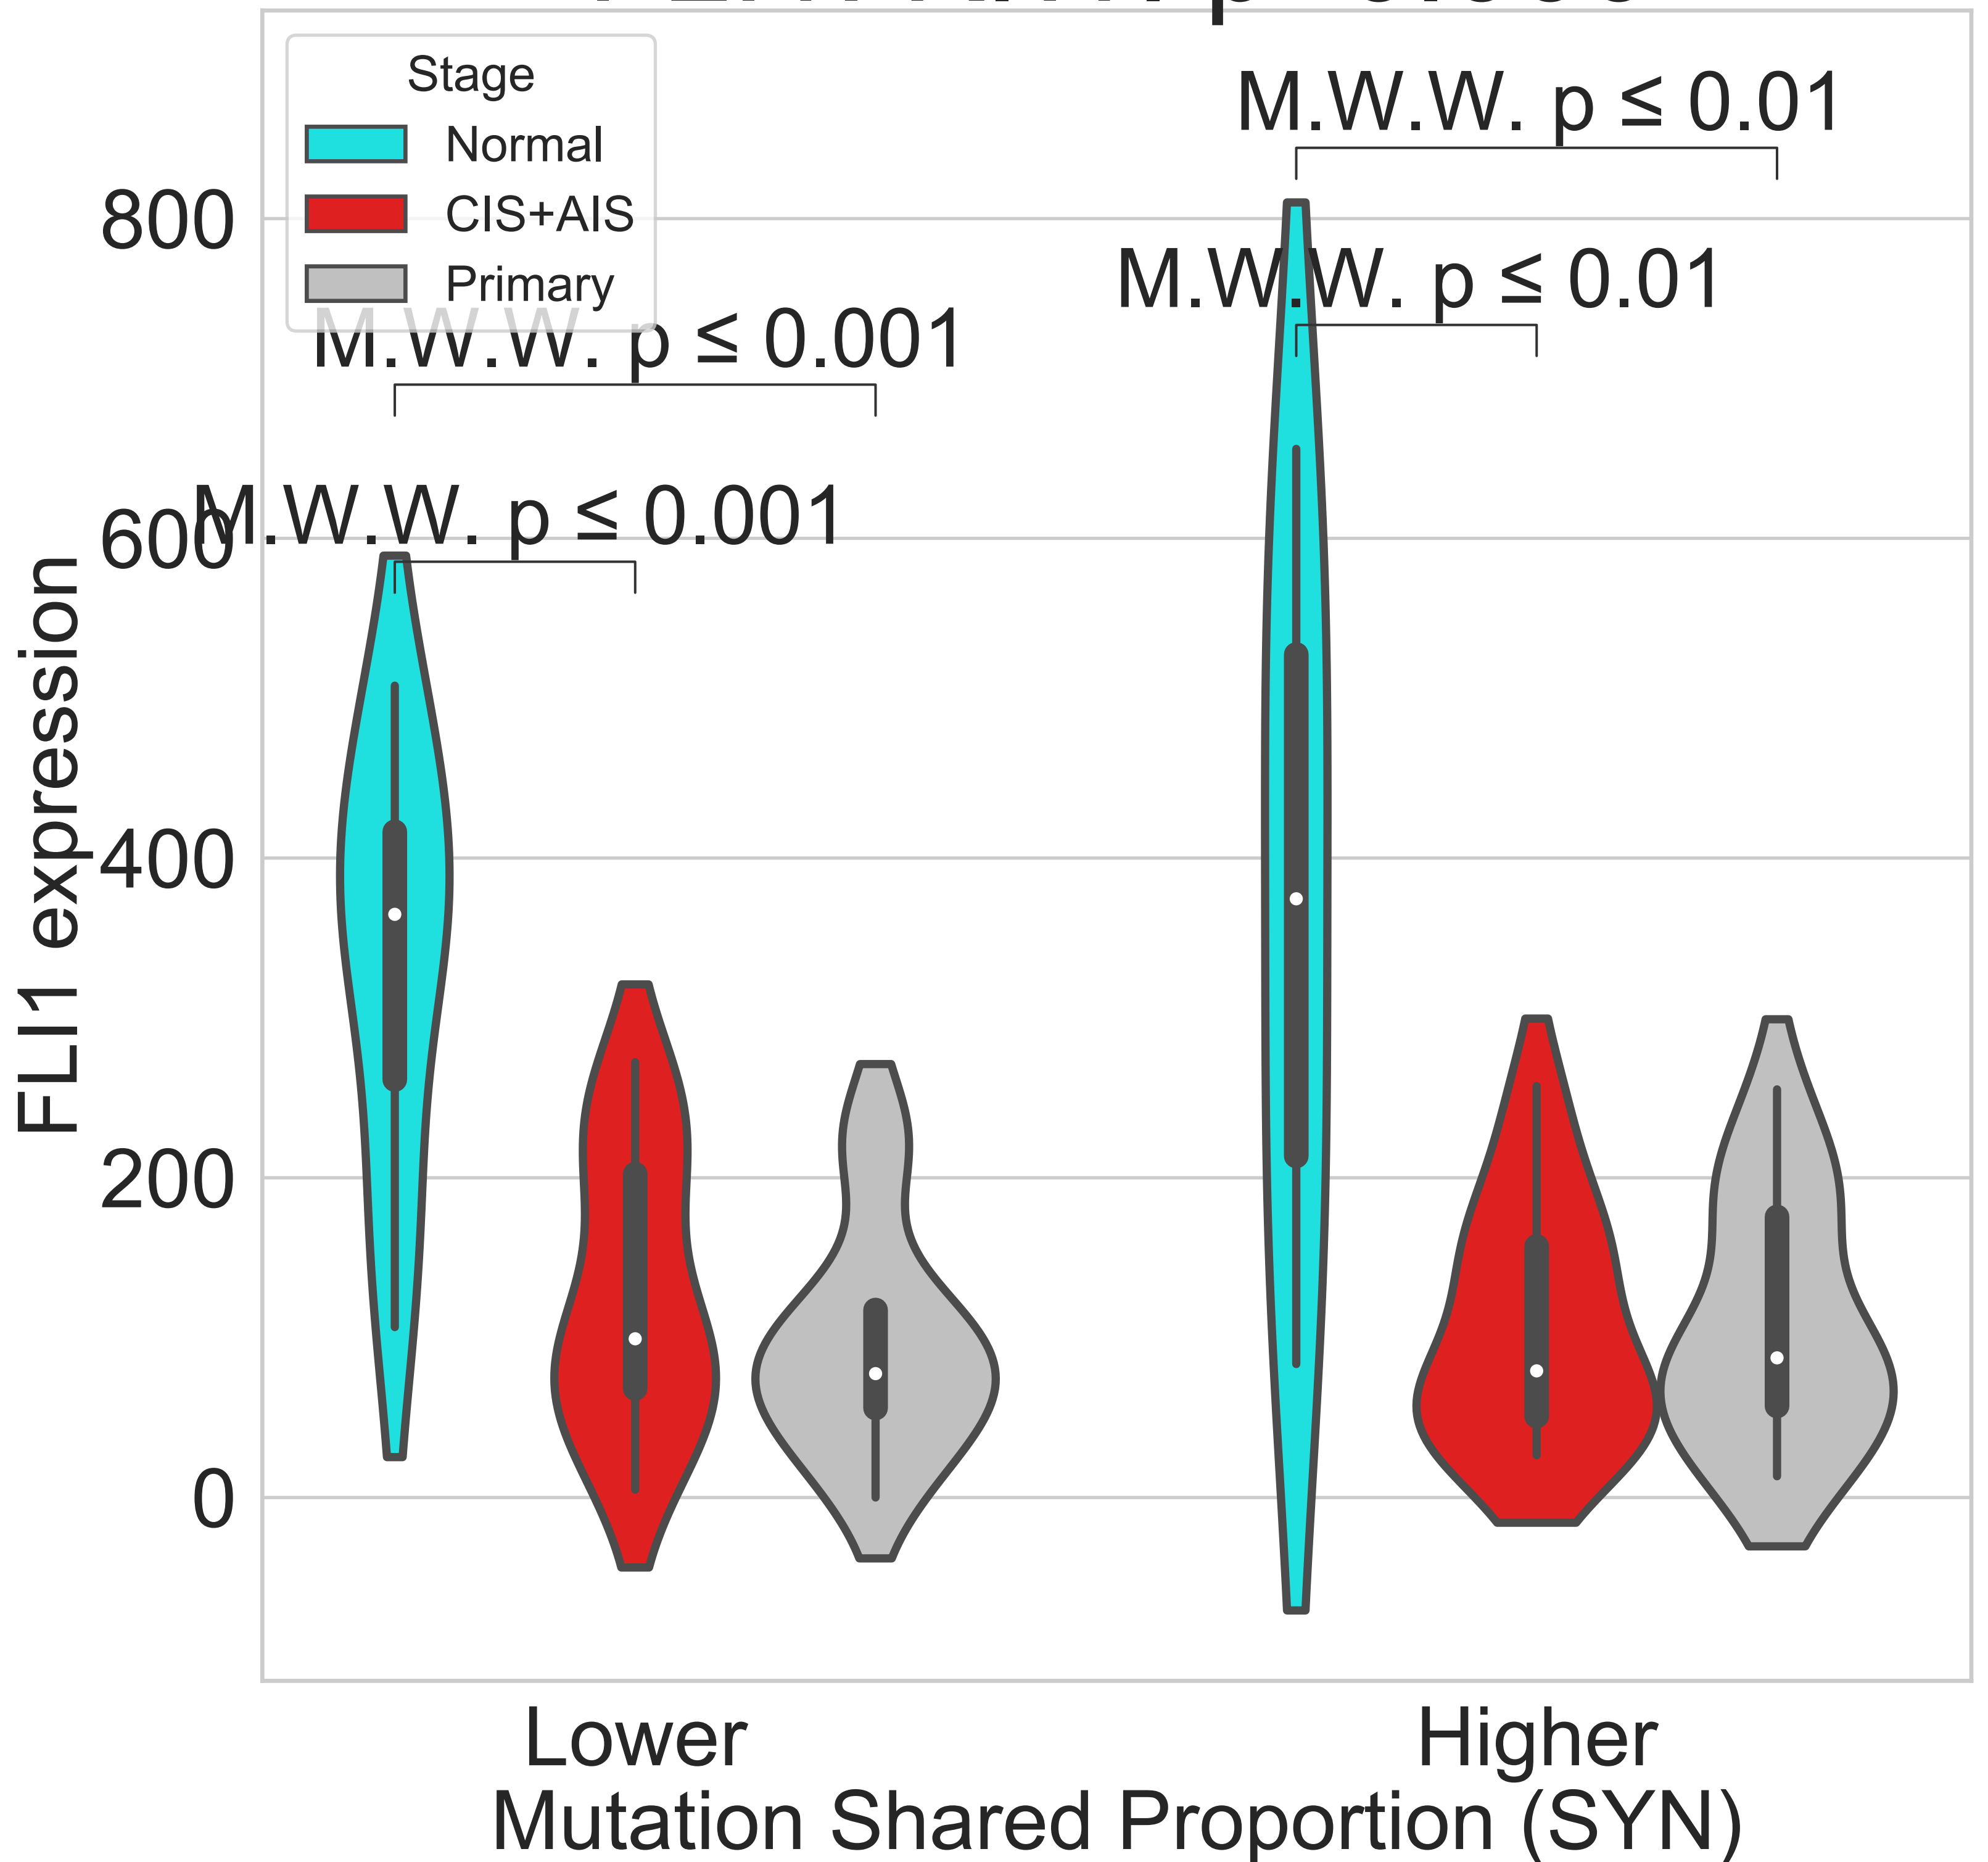 Stage
Normal
CIS+AIS
Primary
M.W.W. p ≤ 0.01
M.W.W. p ≤ 0.01
M.W.W. p ≤ 0.001
M.W.W. p ≤ 0.001
800
600
400
200
0
FLI1 expression
Lower
Higher
Mutation Shared Proportion (SYN)